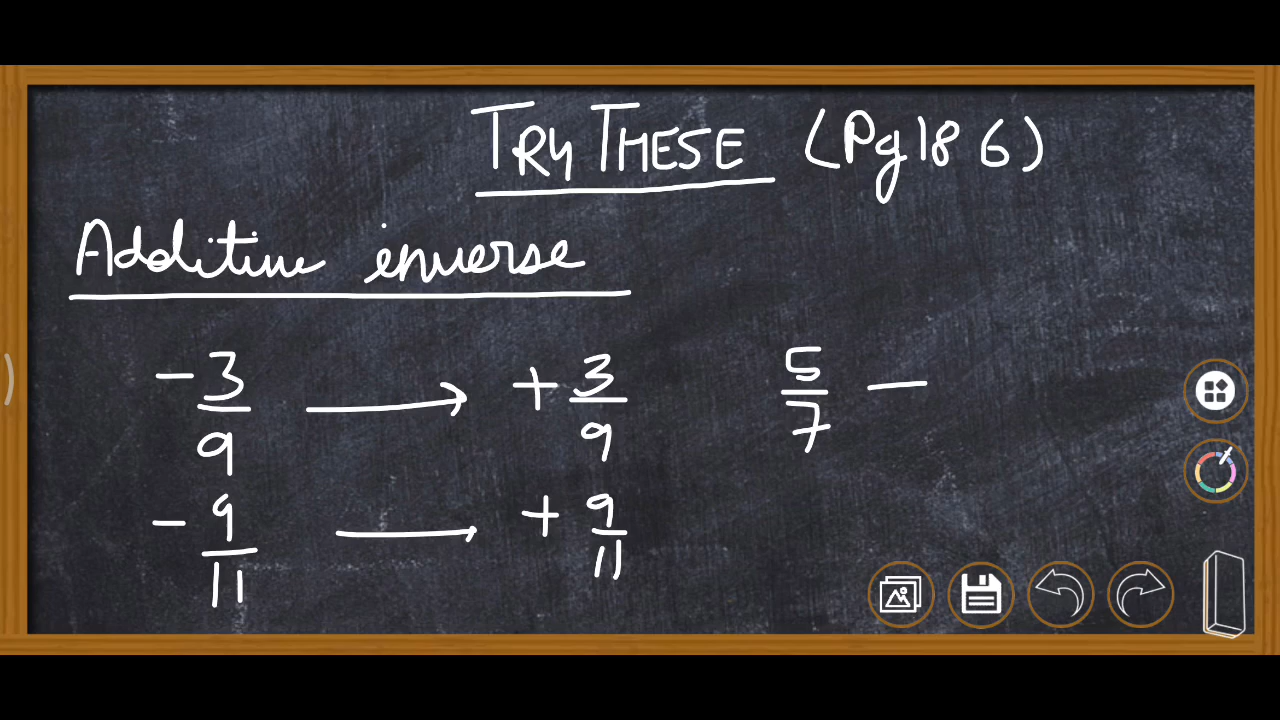 TRY THESE (Pg 186)
Additive inverse
-3/9 → +3/9 5/7 —
-9/11 → +9/11